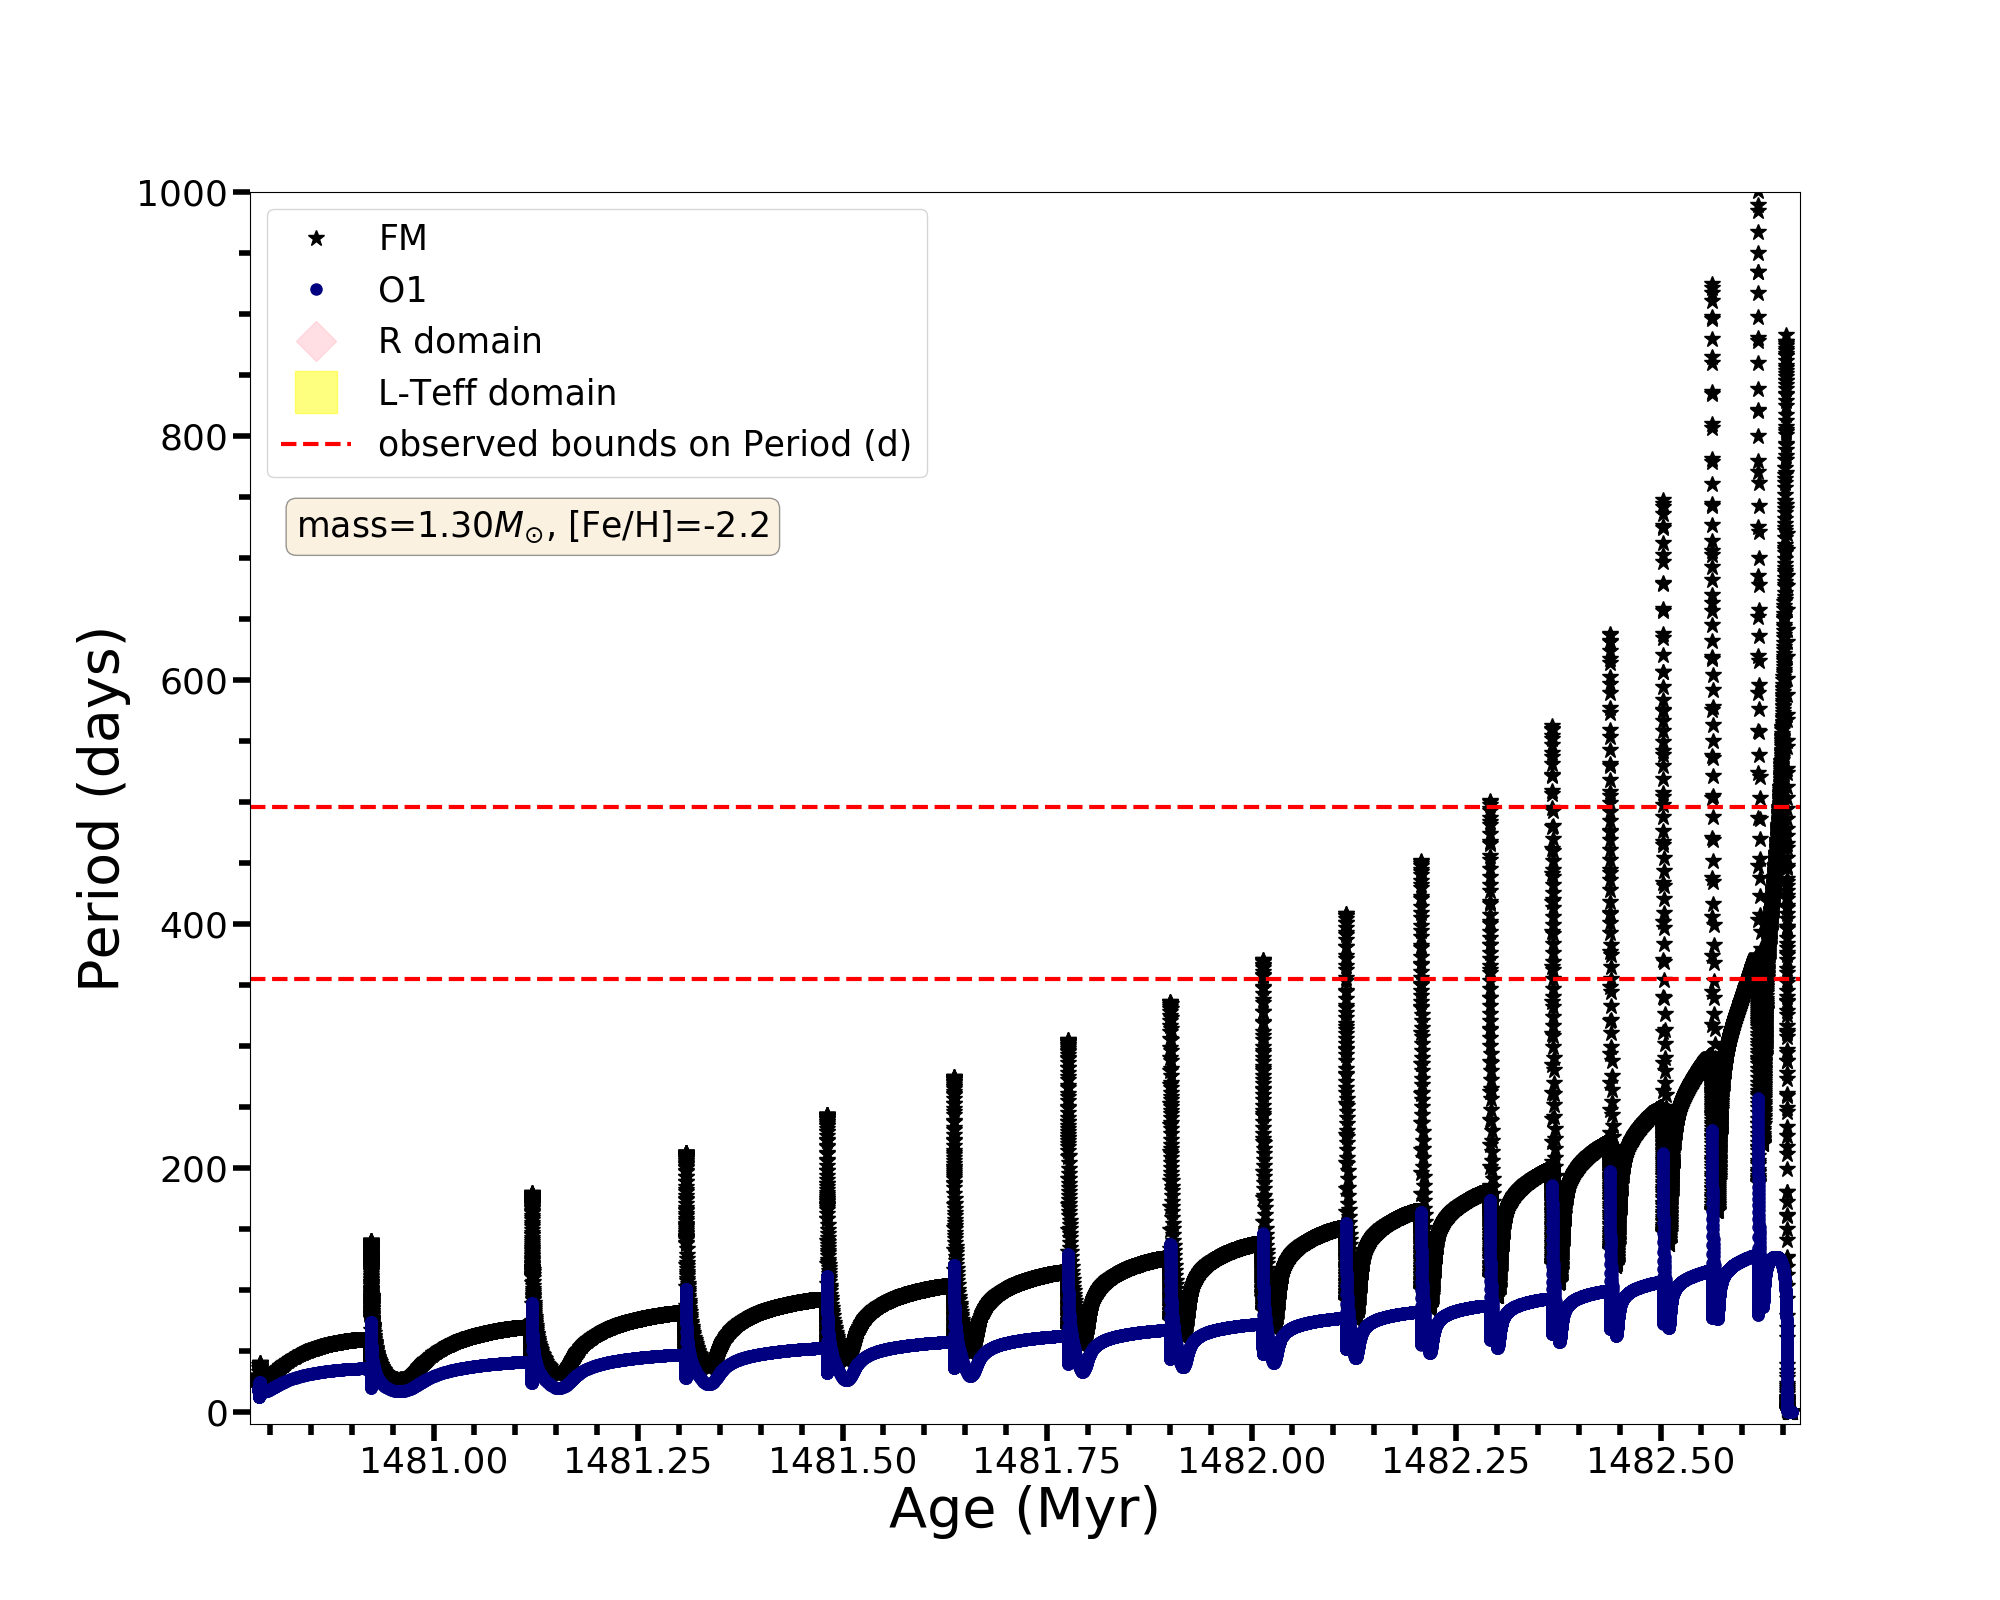 1000
800
600
400
200
0
Period (days)
FM
O1
R domain
L-Teff domain
observed bounds on Period (d)
mass=1.30M☉, [Fe/H]=-2.2
1481.00 1481.25 1481.50 1481.75 1482.00 1482.25 1482.50
Age (Myr)